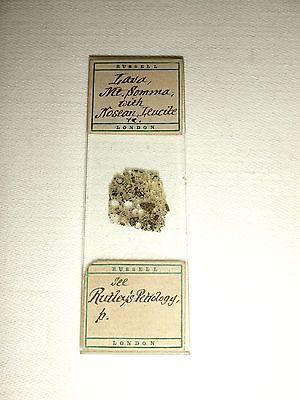 RUSSELL
Lava,
Mt. Somma,
with
Nosean, Leucite
&c.
LONDON
RUSSELL
see
Rutley's Petrology,
p.
LONDON